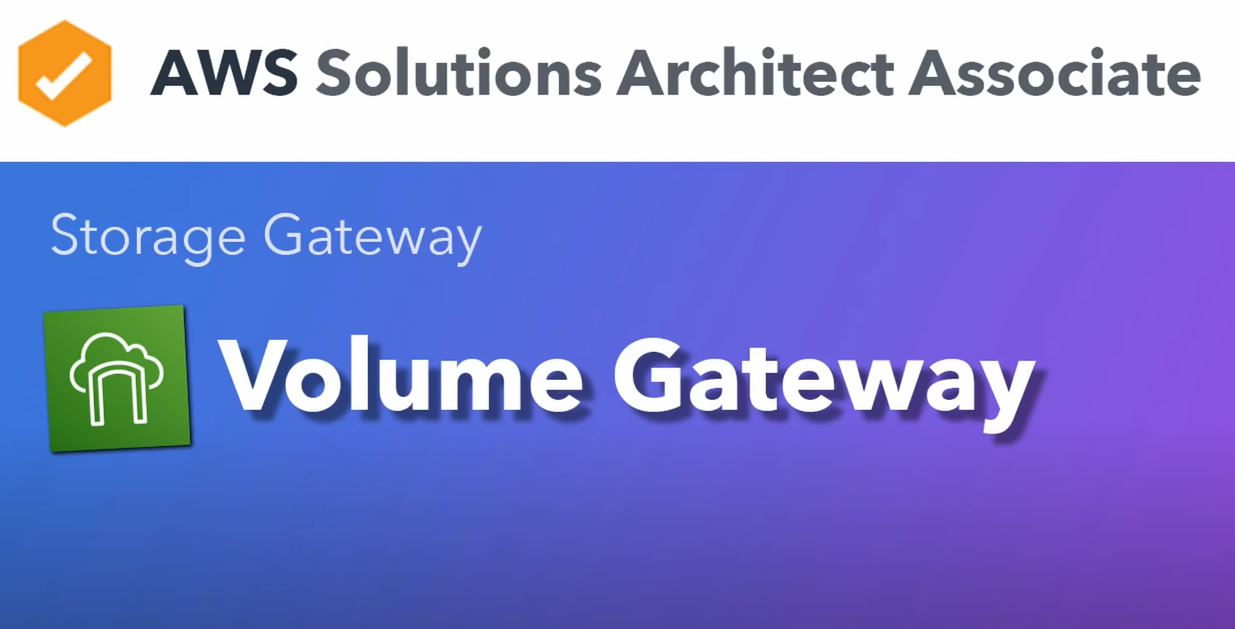 AWS Solutions Architect Associate
Storage Gateway
Volume Gateway